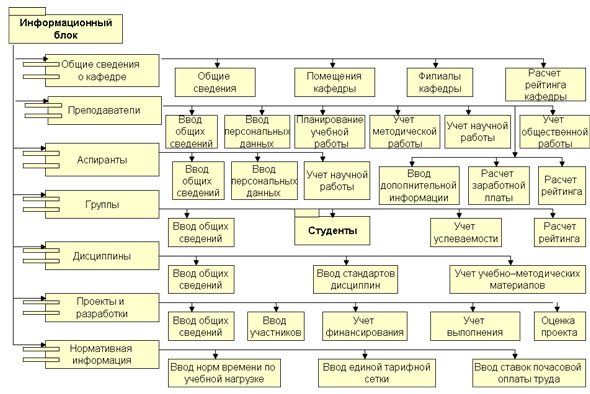 Информационный
блок
Общие сведения
о кафедре
Общие
сведения
Помещения
кафедры
Филиалы
кафедры
Расчет
рейтинга
кафедры
Преподаватели
Ввод
общих
сведений
Ввод
персональных
данных
Планирование
учебной
работы
Учет
методической
работы
Учет научной
работы
Учет
общественной
работы
Аспиранты
Ввод
общих
сведений
Ввод
персональных
данных
Учет научной
работы
Ввод
дополнительной
информации
Расчет
заработной
платы
Расчет
рейтинга
Группы
Ввод общих
сведений
Студенты
Учет
успеваемости
Расчет
рейтинга
Дисциплины
Ввод общих
сведений
Ввод стандартов
дисциплин
Учет учебно–методических
материалов
Проекты и
разработки
Ввод общих
сведений
Ввод
участников
Учет
финансирования
Учет
выполнения
Оценка
проекта
Нормативная
информация
Ввод норм времени по
учебной нагрузке
Ввод единой тарифной
сетки
Ввод ставок почасовой
оплаты труда